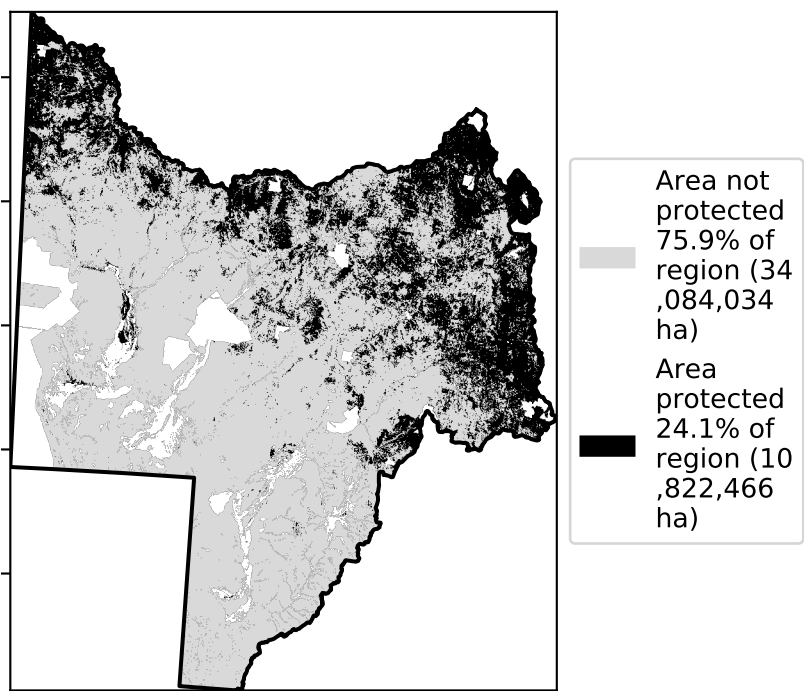 Area not
protected
75.9% of
region (34
,084,034
ha)
Area
protected
24.1% of
region (10
,822,466
ha)